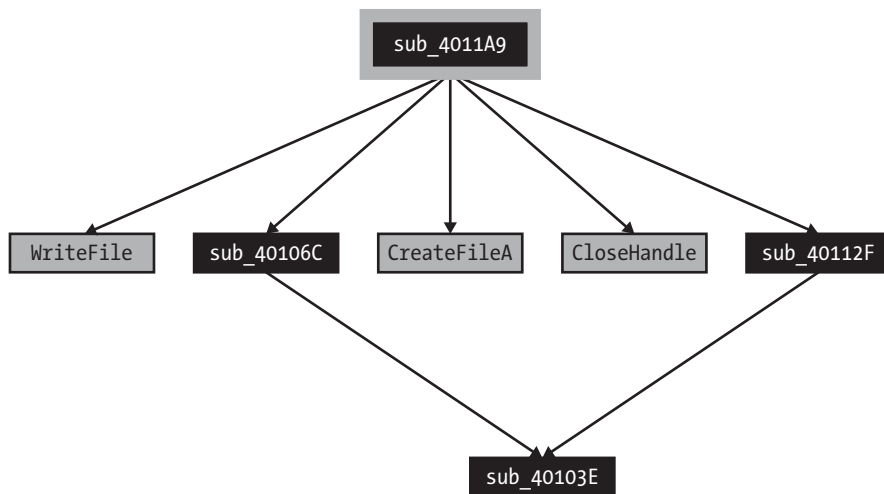 sub_4011A9
WriteFile
sub_40106C
CreateFileA
CloseHandle
sub_40112F
sub_40103E